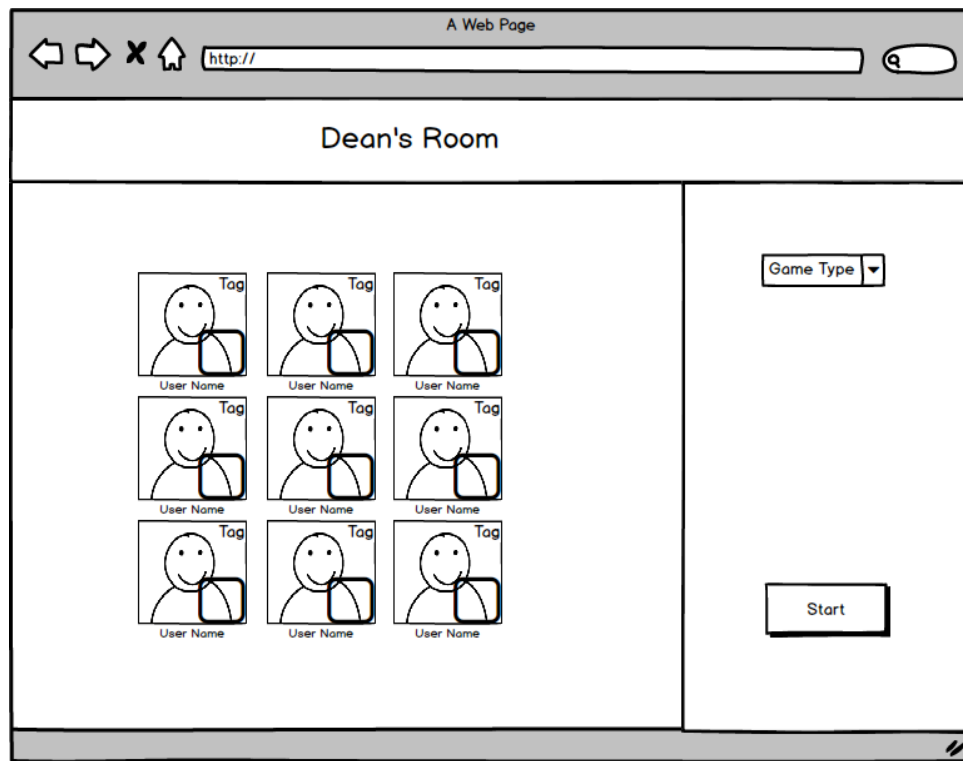 A Web Page
http://
Dean's Room
Game Type
Tag Tag Tag
User Name User Name User Name
Tag Tag Tag
User Name User Name User Name
Tag Tag Tag
User Name User Name User Name
Start